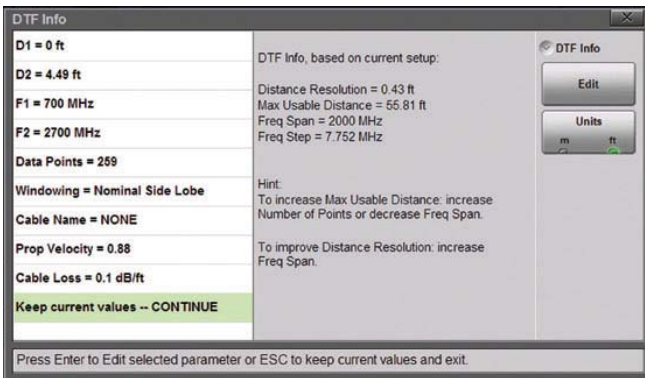 DTF Info
D1 = 0 ft
D2 = 4.49 ft
F1 = 700 MHz
F2 = 2700 MHz
Data Points = 259
Windowing = Nominal Side Lobe
Cable Name = NONE
Prop Velocity = 0.88
Cable Loss = 0.1 dB/ft
Keep current values -- CONTINUE
DTF Info, based on current setup:
Distance Resolution = 0.43 ft
Max Usable Distance = 55.81 ft
Freq Span = 2000 MHz
Freq Step = 7.752 MHz
Hint:
To increase Max Usable Distance: increase
Number of Points or decrease Freq Span.
To improve Distance Resolution: increase
Freq Span.
DTF Info
Edit
Units
m ft
Press Enter to Edit selected parameter or ESC to keep current values and exit.